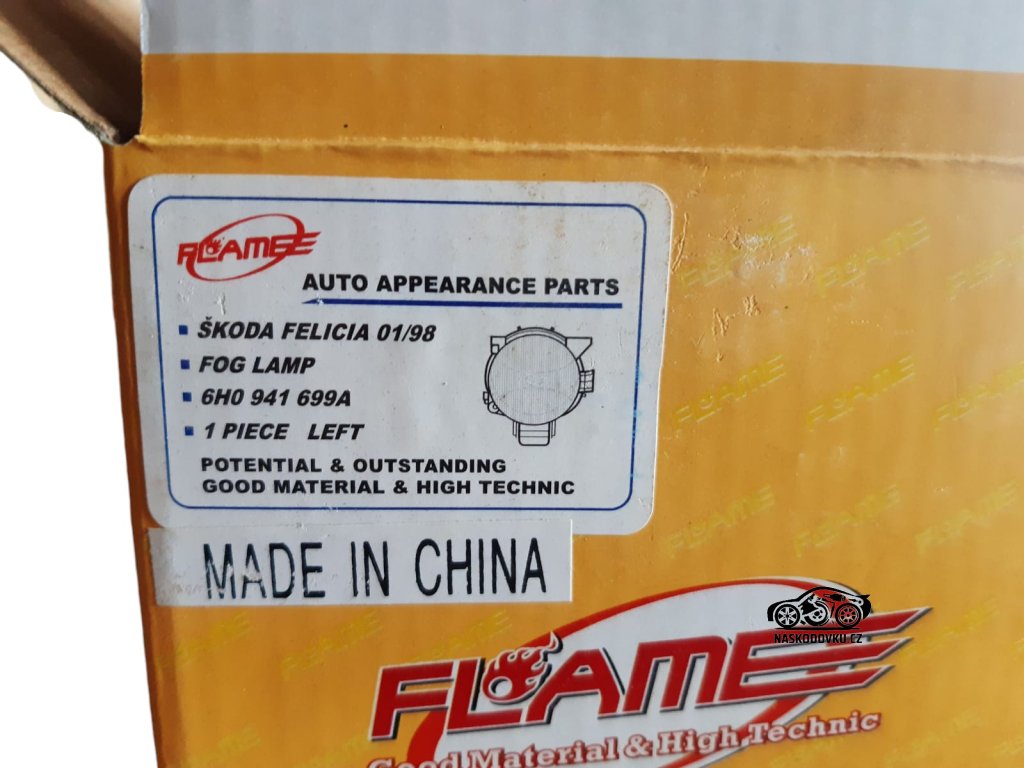 FLAME
AUTO APPEARANCE PARTS
▪ ŠKODA FELICIA 01/98
▪ FOG LAMP
▪ 6H0 941 699A
▪ 1 PIECE LEFT
POTENTIAL & OUTSTANDING
GOOD MATERIAL & HIGH TECHNIC
MADE IN CHINA
NASKODOVKU.CZ
FLAME
Good Material & High Technic